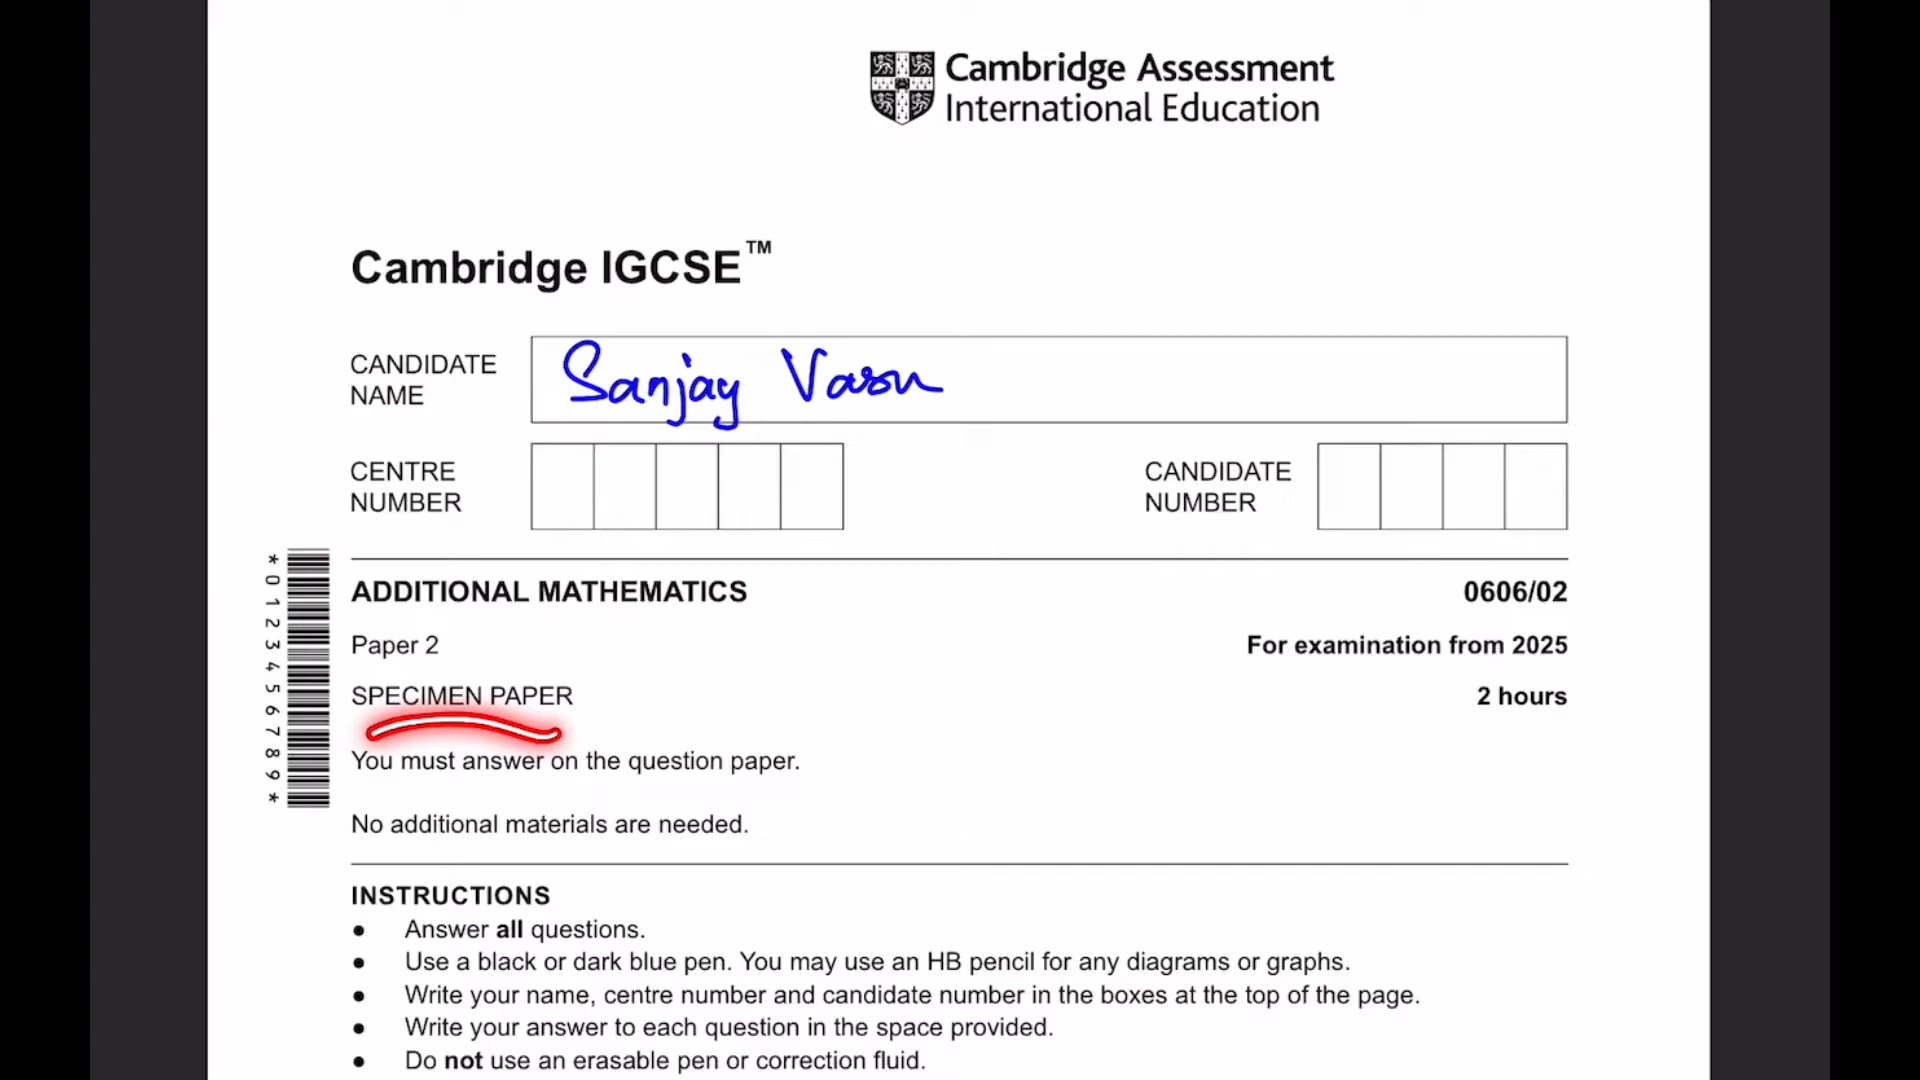 Cambridge Assessment
International Education
Cambridge IGCSE™
CANDIDATE
NAME
Sanjay Vasu
CENTRE
NUMBER
CANDIDATE
NUMBER
*0123456789*
ADDITIONAL MATHEMATICS 0606/02
Paper 2 For examination from 2025
SPECIMEN PAPER 2 hours
You must answer on the question paper.
No additional materials are needed.
INSTRUCTIONS
● Answer all questions.
● Use a black or dark blue pen. You may use an HB pencil for any diagrams or graphs.
● Write your name, centre number and candidate number in the boxes at the top of the page.
● Write your answer to each question in the space provided.
● Do not use an erasable pen or correction fluid.